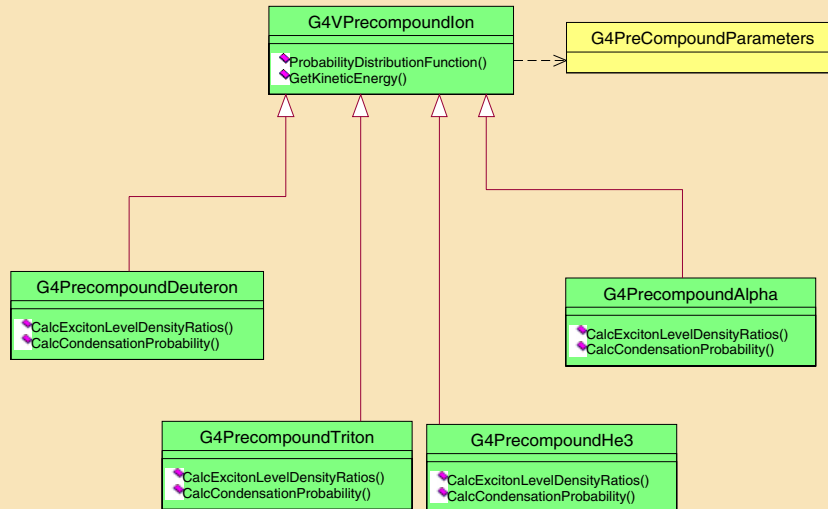 G4VPrecompoundIon
ProbabilityDistributionFunction()
GetKineticEnergy()
G4PreCompoundParameters
G4PrecompoundDeuteron
CalcExcitonLevelDensityRatios()
CalcCondensationProbability()
G4PrecompoundAlpha
CalcExcitonLevelDensityRatios()
CalcCondensationProbability()
G4PrecompoundTriton
CalcExcitonLevelDensityRatios()
CalcCondensationProbability()
G4PrecompoundHe3
CalcExcitonLevelDensityRatios()
CalcCondensationProbability()